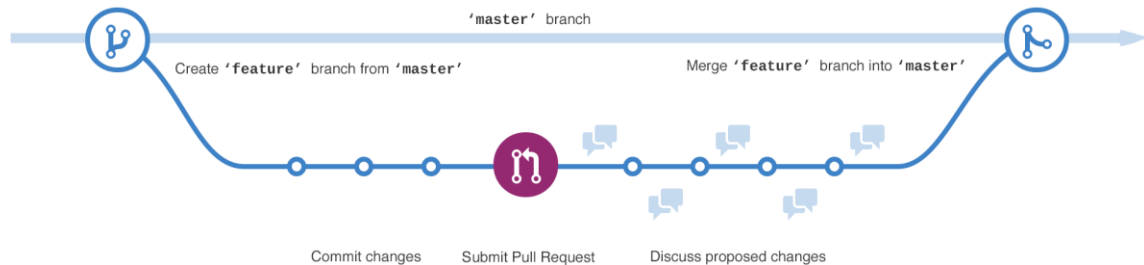 ‘master’ branch
Create ‘feature’ branch from ‘master’
Merge ‘feature’ branch into ‘master’
Commit changes
Submit Pull Request
Discuss proposed changes